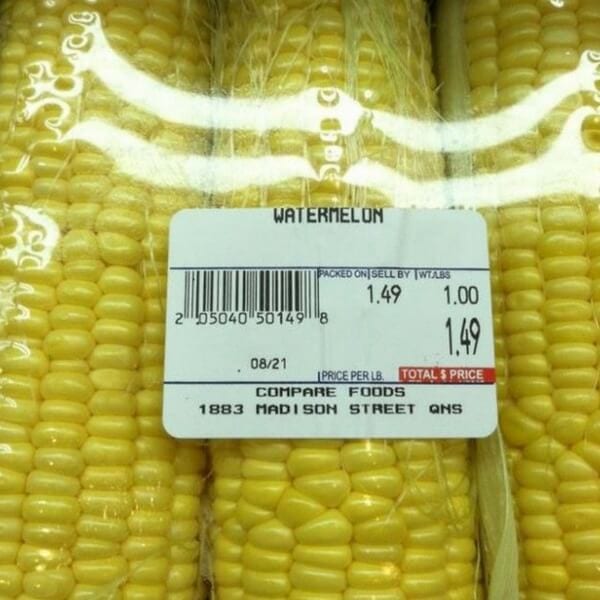 WATERMELON
PACKED ON SELL BY WT./LBS
1.49 1.00
2 05040 50149 8
1.49
08/21
PRICE PER LB. TOTAL $ PRICE
COMPARE FOODS
1883 MADISON STREET QNS